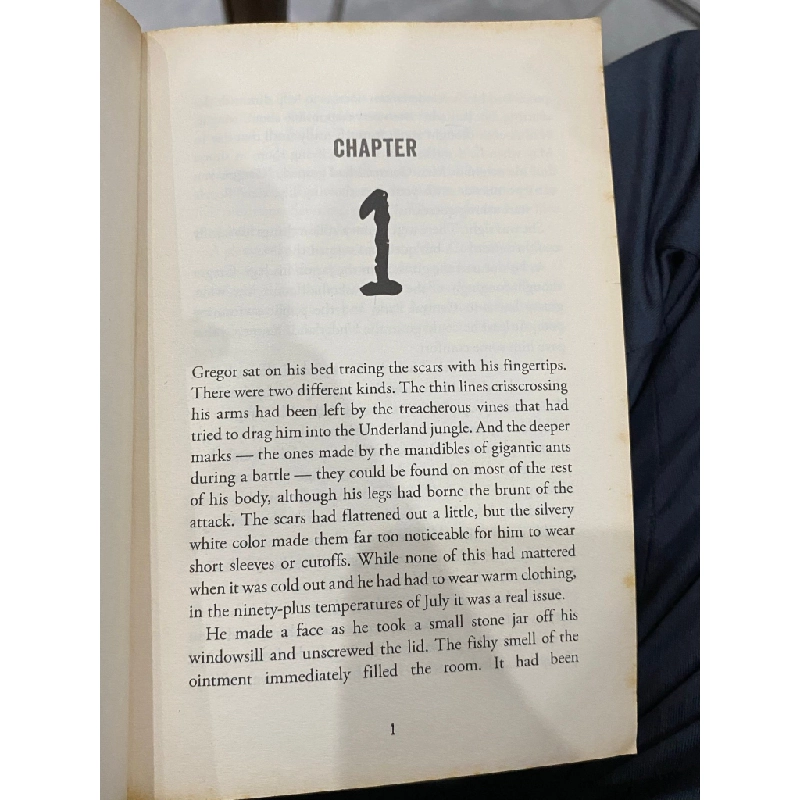 CHAPTER
1
Gregor sat on his bed tracing the scars with his fingertips.
There were two different kinds. The thin lines crisscrossing
his arms had been left by the treacherous vines that had
tried to drag him into the Underland jungle. And the deeper
marks — the ones made by the mandibles of gigantic ants
during a battle — they could be found on most of the rest
of his body, although his legs had borne the brunt of the
attack. The scars had flattened out a little, but the silvery
white color made them far too noticeable for him to wear
short sleeves or cutoffs. While none of this had mattered
when it was cold out and he had had to wear warm clothing,
in the ninety-plus temperatures of July it was a real issue.
He made a face as he took a small stone jar off his
windowsill and unscrewed the lid. The fishy smell of the
ointment immediately filled the room. It had been
1